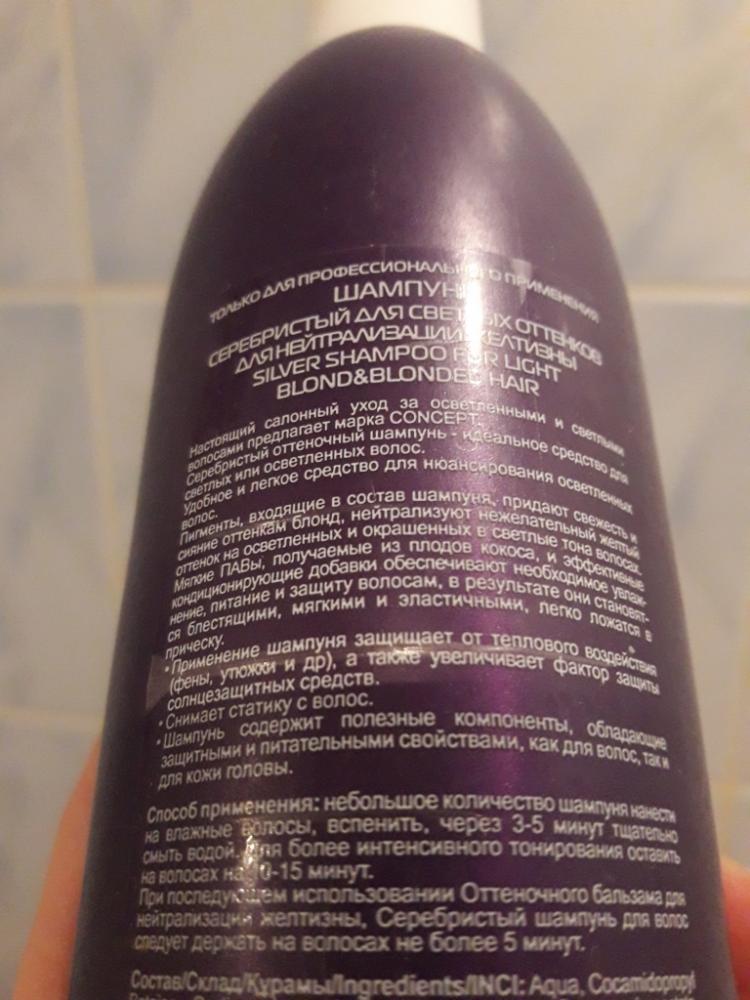 ТОЛЬКО ДЛЯ ПРОФЕССИОНАЛЬНОГО ПРИМЕНЕНИЯ
ШАМПУНЬ
СЕРЕБРИСТЫЙ ДЛЯ СВЕТЛЫХ ОТТЕНКОВ
ДЛЯ НЕЙТРАЛИЗАЦИИ ЖЕЛТИЗНЫ
SILVER SHAMPOO FOR LIGHT
BLOND&BLONDED HAIR
Настоящий салонный уход за осветленными и светлыми
волосами предлагает марка CONCEPT.
Серебристый оттеночный шампунь - идеальное средство для
светлых или осветленных волос.
Удобное и легкое средство для нюансирования осветленных
волос.
Пигменты, входящие в состав шампуня, придают свежесть и
сияние оттенкам блонд, нейтрализуют нежелательный желтый
оттенок на осветленных и окрашенных в светлые тона волосах.
Мягкие ПАВы, получаемые из плодов кокоса, и эффективные
кондиционирующие добавки обеспечивают необходимое увлаж-
нение, питание и защиту волосам, в результате они становят-
ся блестящими, мягкими и эластичными, легко ложатся в
прическу.
• Применение шампуня защищает от теплового воздействия
(фены, утюжки и др), а также увеличивает фактор защиты
солнцезащитных средств.
• Снимает статику с волос.
• Шампунь содержит полезные компоненты, обладающие
защитными и питательными свойствами, как для волос, так и
для кожи головы.
Способ применения: небольшое количество шампуня нанести
на влажные волосы, вспенить, через 3-5 минут тщательно
смыть водой. Для более интенсивного тонирования оставить
на волосах на 10-15 минут.
При последующем использовании Оттеночного бальзама для
нейтрализации желтизны, Серебристый шампунь для волос
следует держать на волосах не более 5 минут.
Состав/Склад/Құрамы/Ingredients/INCI: Aqua, Cocamidopropyl